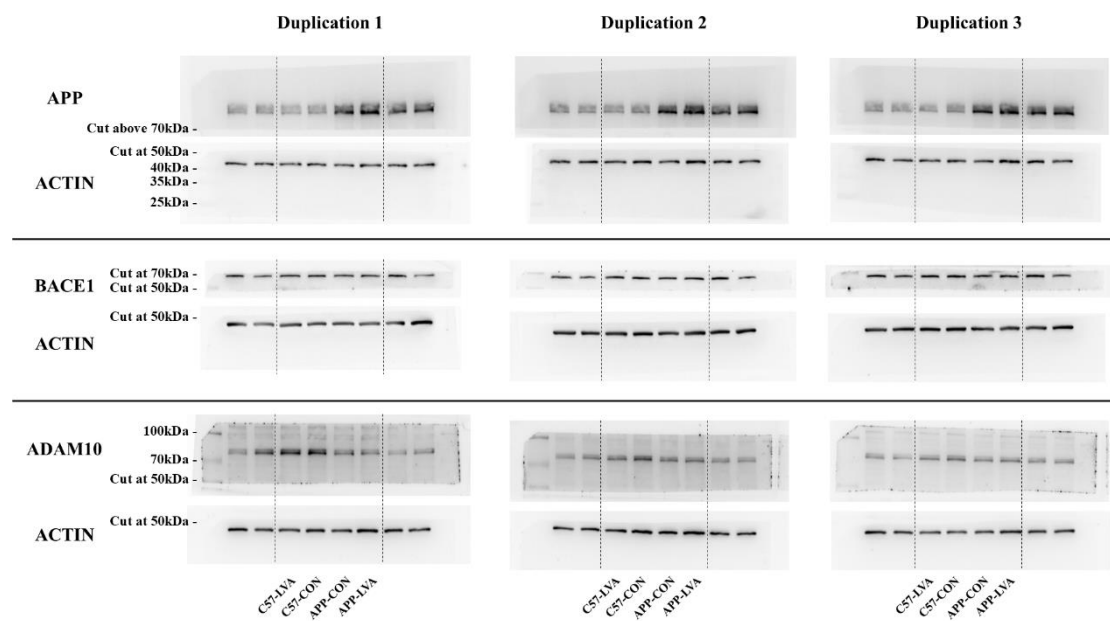 Duplication 1
Duplication 2
Duplication 3
APP
Cut above 70kDa -
Cut at 50kDa -
40kDa -
ACTIN
35kDa -
25kDa -
Cut at 70kDa -
BACE1
Cut at 50kDa -
Cut at 50kDa -
ACTIN
100kDa -
ADAM10
70kDa -
Cut at 50kDa -
Cut at 50kDa -
ACTIN
C57-LVA
C57-CON
APP-CON
APP-LVA
C57-LVA
C57-CON
APP-CON
APP-LVA
C57-LVA
C57-CON
APP-CON
APP-LVA